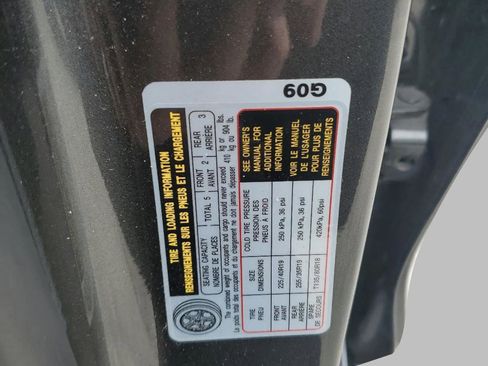 G09
TIRE AND LOADING INFORMATION
RENSEIGNEMENTS SUR LES PNEUS ET LE CHARGEMENT
SEATING CAPACITY
NOMBRE DE PLACES
TOTAL 5
FRONT
AVANT 2
REAR
ARRIÈRE 3
The combined weight of occupants and cargo should never exceed
Le poids total des occupants et du chargement ne doit jamais dépasser
410 kg or 904 lbs.
kg ou lbs.
TIRE
PNEU
SIZE
DIMENSIONS
COLD TIRE PRESSURE
PRESSION DES
PNEUS A FROID
FRONT
AVANT
225/40R19
250 kPa, 36 psi
REAR
ARRIERE
255/35R19
250 kPa, 36 psi
SPARE
DE SECOURS
T135/80R18
420kPa, 60psi
SEE OWNER'S
MANUAL FOR
ADDITIONAL
INFORMATION
VOIR LE MANUEL
DE L'USAGER
POUR PLUS DE
RENSEIGNEMENTS